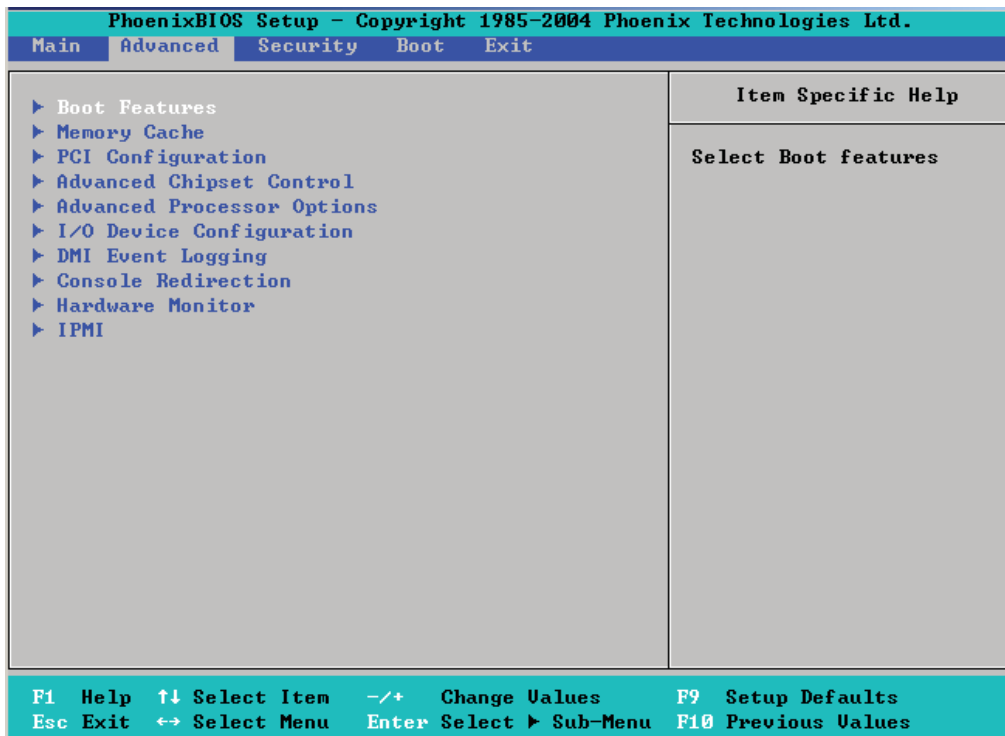 PhoenixBIOS Setup - Copyright 1985-2004 Phoenix Technologies Ltd.
Main Advanced Security Boot Exit
Item Specific Help
Select Boot features
Boot Features
Memory Cache
PCI Configuration
Advanced Chipset Control
Advanced Processor Options
I/O Device Configuration
DMI Event Logging
Console Redirection
Hardware Monitor
IPMI
F1 Help ↑↓ Select Item -/+ Change Values F9 Setup Defaults
Esc Exit ↔ Select Menu Enter Select ▶ Sub-Menu F10 Previous Values